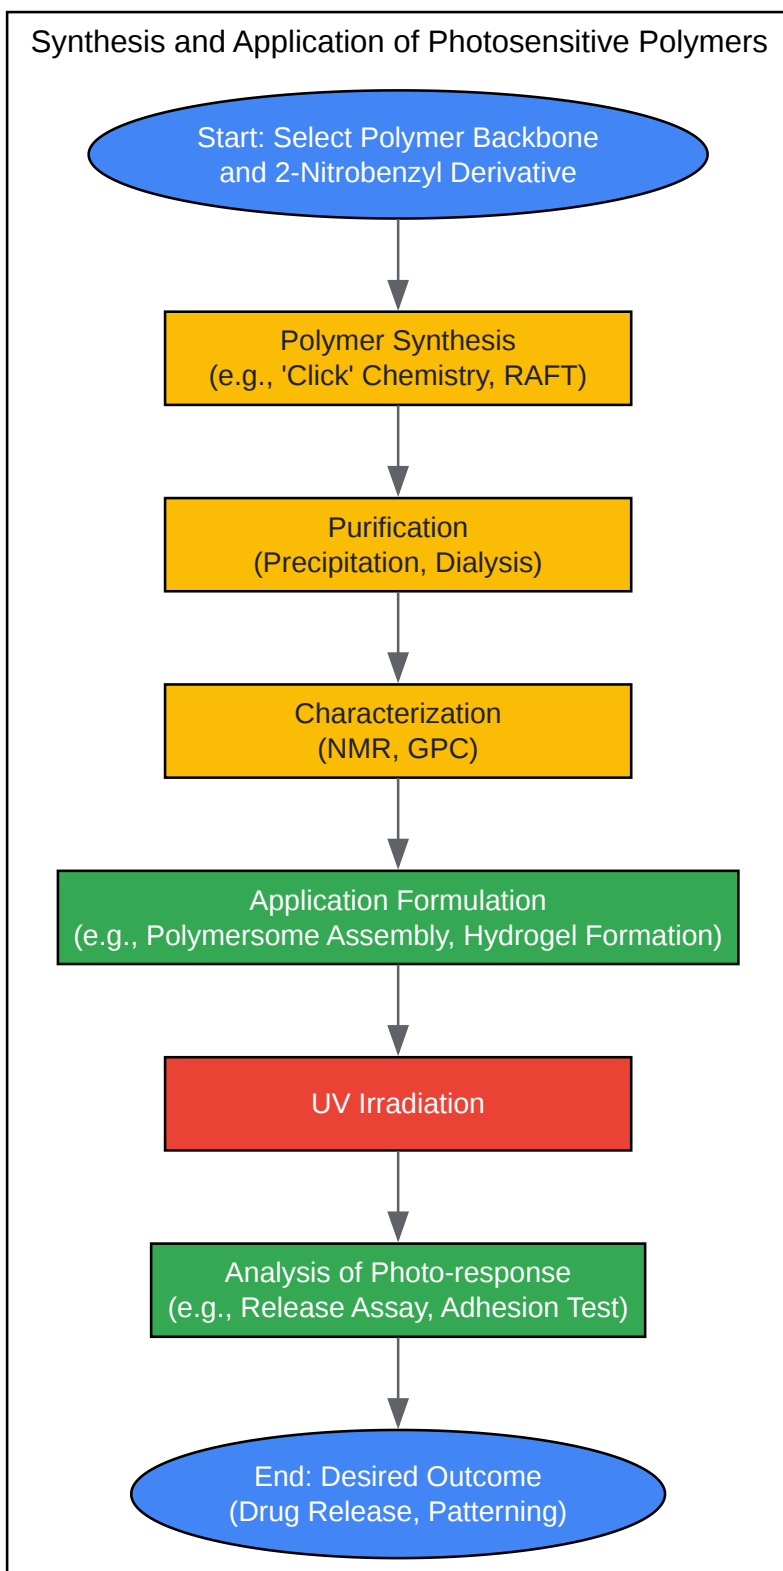 Synthesis and Application of Photosensitive Polymers
Start: Select Polymer Backbone
and 2-Nitrobenzyl Derivative
Polymer Synthesis
(e.g., 'Click' Chemistry, RAFT)
Purification
(Precipitation, Dialysis)
Characterization
(NMR, GPC)
Application Formulation
(e.g., Polymersome Assembly, Hydrogel Formation)
UV Irradiation
Analysis of Photo-response
(e.g., Release Assay, Adhesion Test)
End: Desired Outcome
(Drug Release, Patterning)